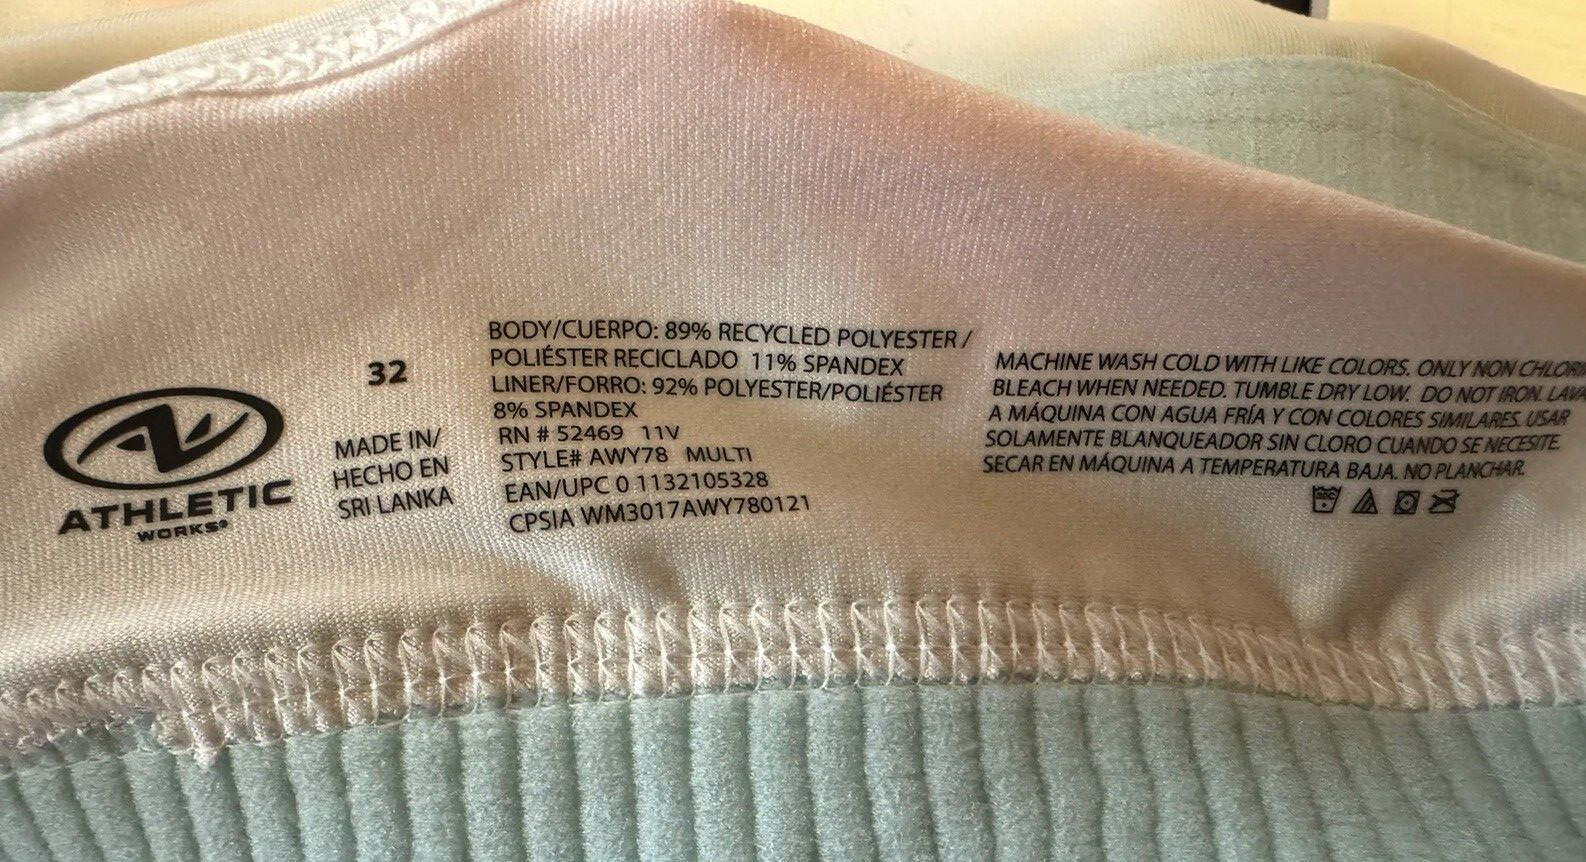 ATHLETIC
WORKS®
32
MADE IN/
HECHO EN
SRI LANKA
BODY/CUERPO: 89% RECYCLED POLYESTER /
POLIÉSTER RECICLADO 11% SPANDEX
LINER/FORRO: 92% POLYESTER/POLIÉSTER
8% SPANDEX
RN # 52469 11V
STYLE# AWY78 MULTI
EAN/UPC 0 1132105328
CPSIA WM3017AWY780121
MACHINE WASH COLD WITH LIKE COLORS. ONLY NON CHLORI
BLEACH WHEN NEEDED. TUMBLE DRY LOW. DO NOT IRON. LAVA
A MÁQUINA CON AGUA FRÍA Y CON COLORES SIMILARES. USAR
SOLAMENTE BLANQUEADOR SIN CLORO CUANDO SE NECESITE.
SECAR EN MÁQUINA A TEMPERATURA BAJA. NO PLANCHAR.